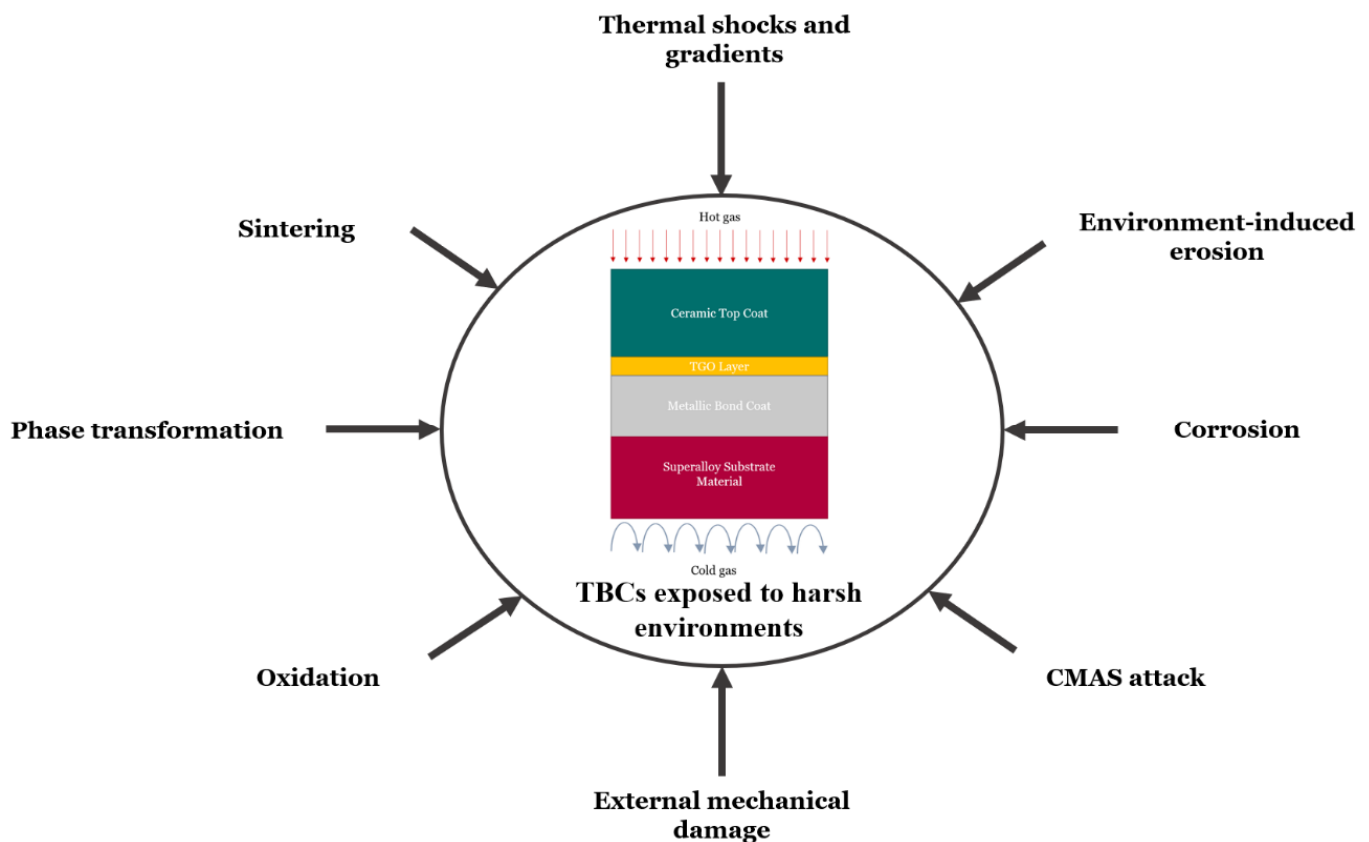 Thermal shocks and
gradients
Sintering
Environment-induced
erosion
Hot gas
Ceramic Top Coat
TGO Layer
Metallic Bond Coat
Superalloy Substrate
Material
Cold gas
TBCs exposed to harsh
environments
Phase transformation
Corrosion
Oxidation
CMAS attack
External mechanical
damage